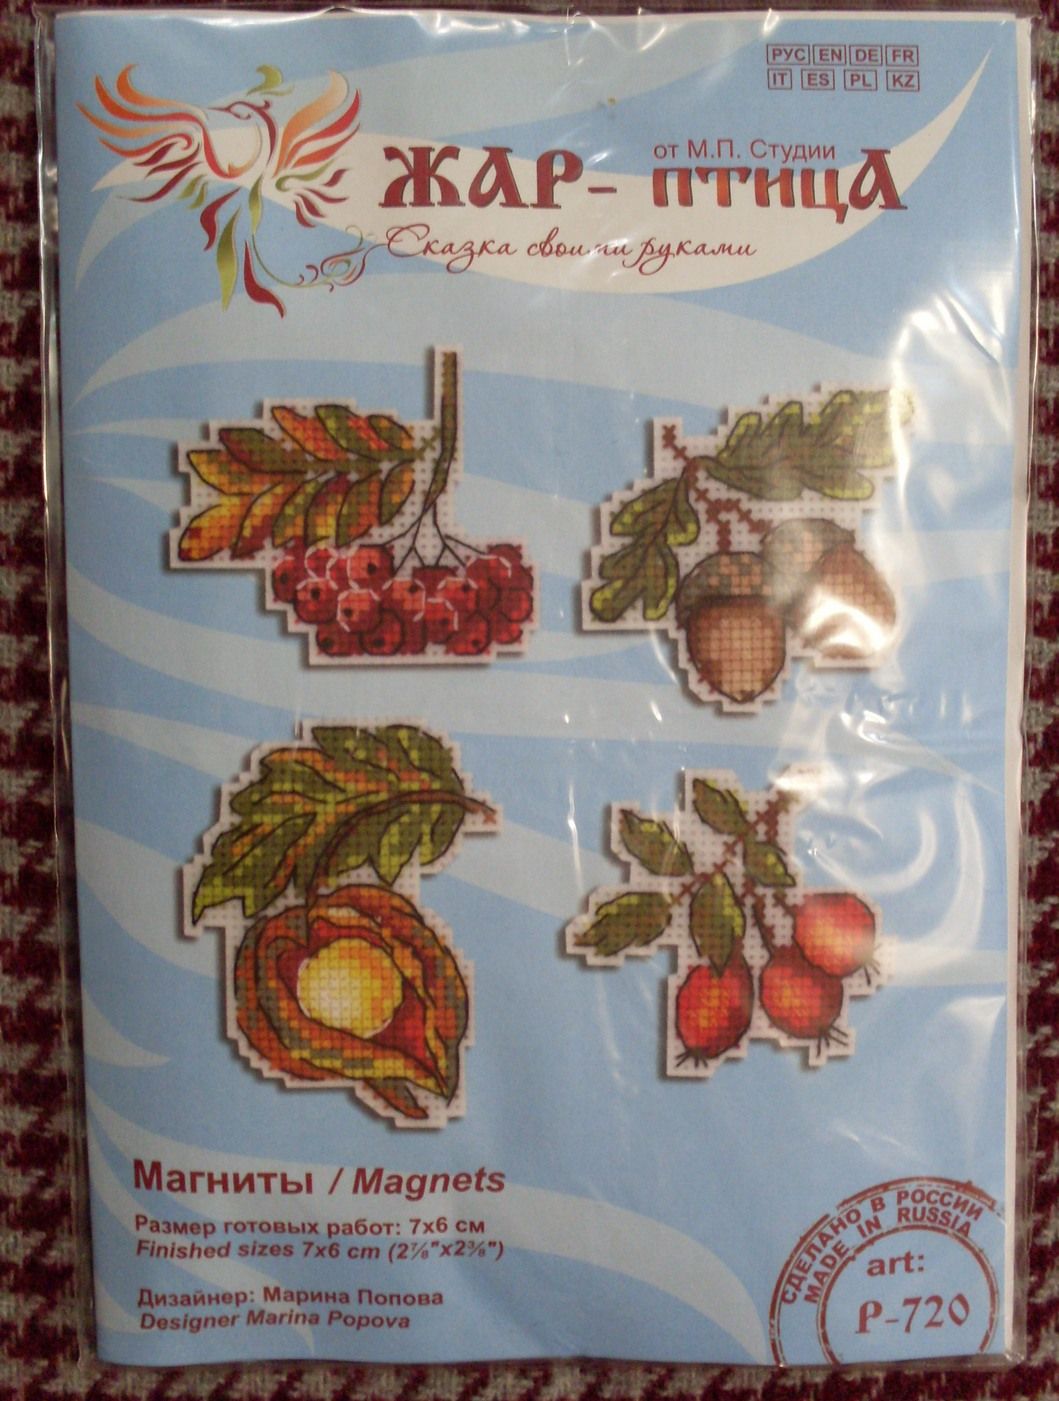 РУС EN DE FR
IT ES PL KZ
от М.П. Студии
ЖАР-ПТИЦА
Сказка своими руками
Магниты / Magnets
Размер готовых работ: 7x6 см
Finished sizes 7x6 cm (2⅞"x2⅜")
Дизайнер: Марина Попова
Designer Marina Popova
СДЕЛАНО В РОССИИ
MADE IN RUSSIA
art:
P-720